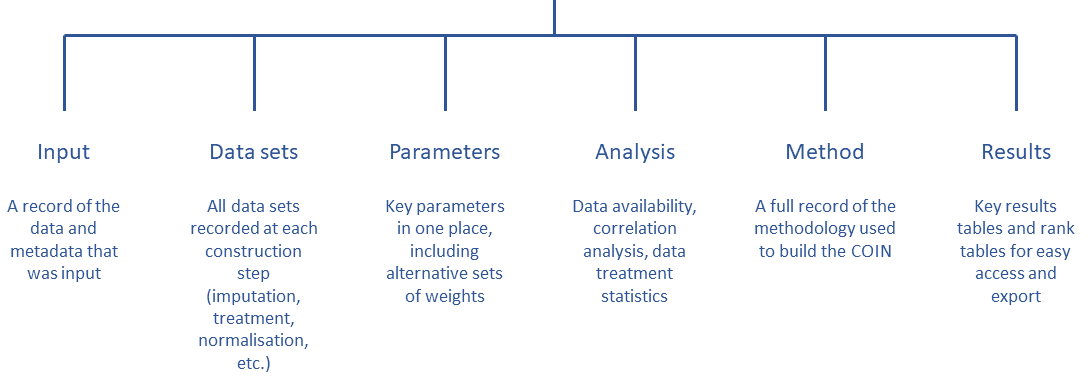 Input
A record of the
data and
metadata that
was input
Data sets
All data sets
recorded at each
construction
step
(imputation,
treatment,
normalisation,
etc.)
Parameters
Key parameters
in one place,
including
alternative sets
of weights
Analysis
Data availability,
correlation
analysis, data
treatment
statistics
Method
A full record of the
methodology used
to build the COIN
Results
Key results
tables and rank
tables for easy
access and
export